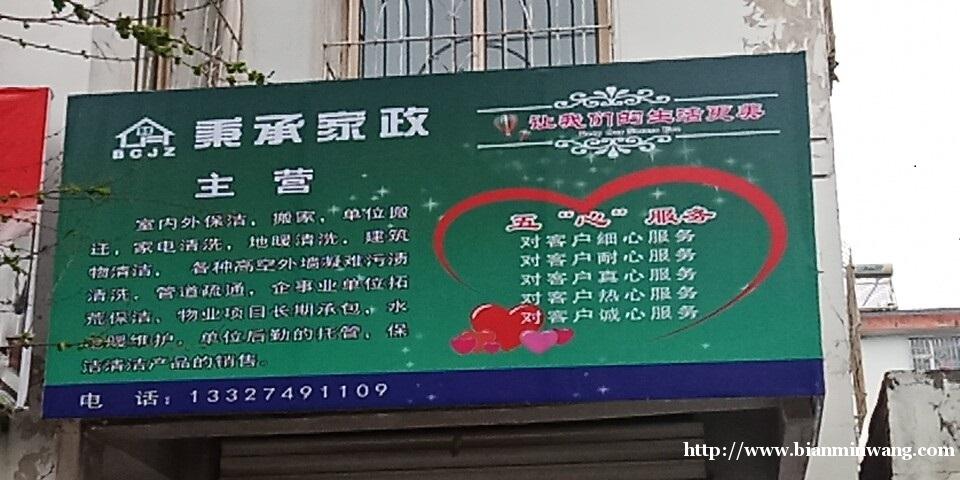 BCJZ
秉承家政
让我们的生活更美
主营
室内外保洁，搬家，单位搬
迁，家电清洗，地暖清洗，建筑
物清洁， 各种高空外墙凝难污渍
清洗，管道疏通，企事业单位拓
荒保洁、物业项目长期承包，水
电暖维护，单位后勤的托管，保
洁清洁产品的销售。
五“心”服务
对客户细心服务
对客户耐心服务
对客户真心服务
对客户热心服务
对客户诚心服务
电 话：13327491109
http://www.bianminwang.com